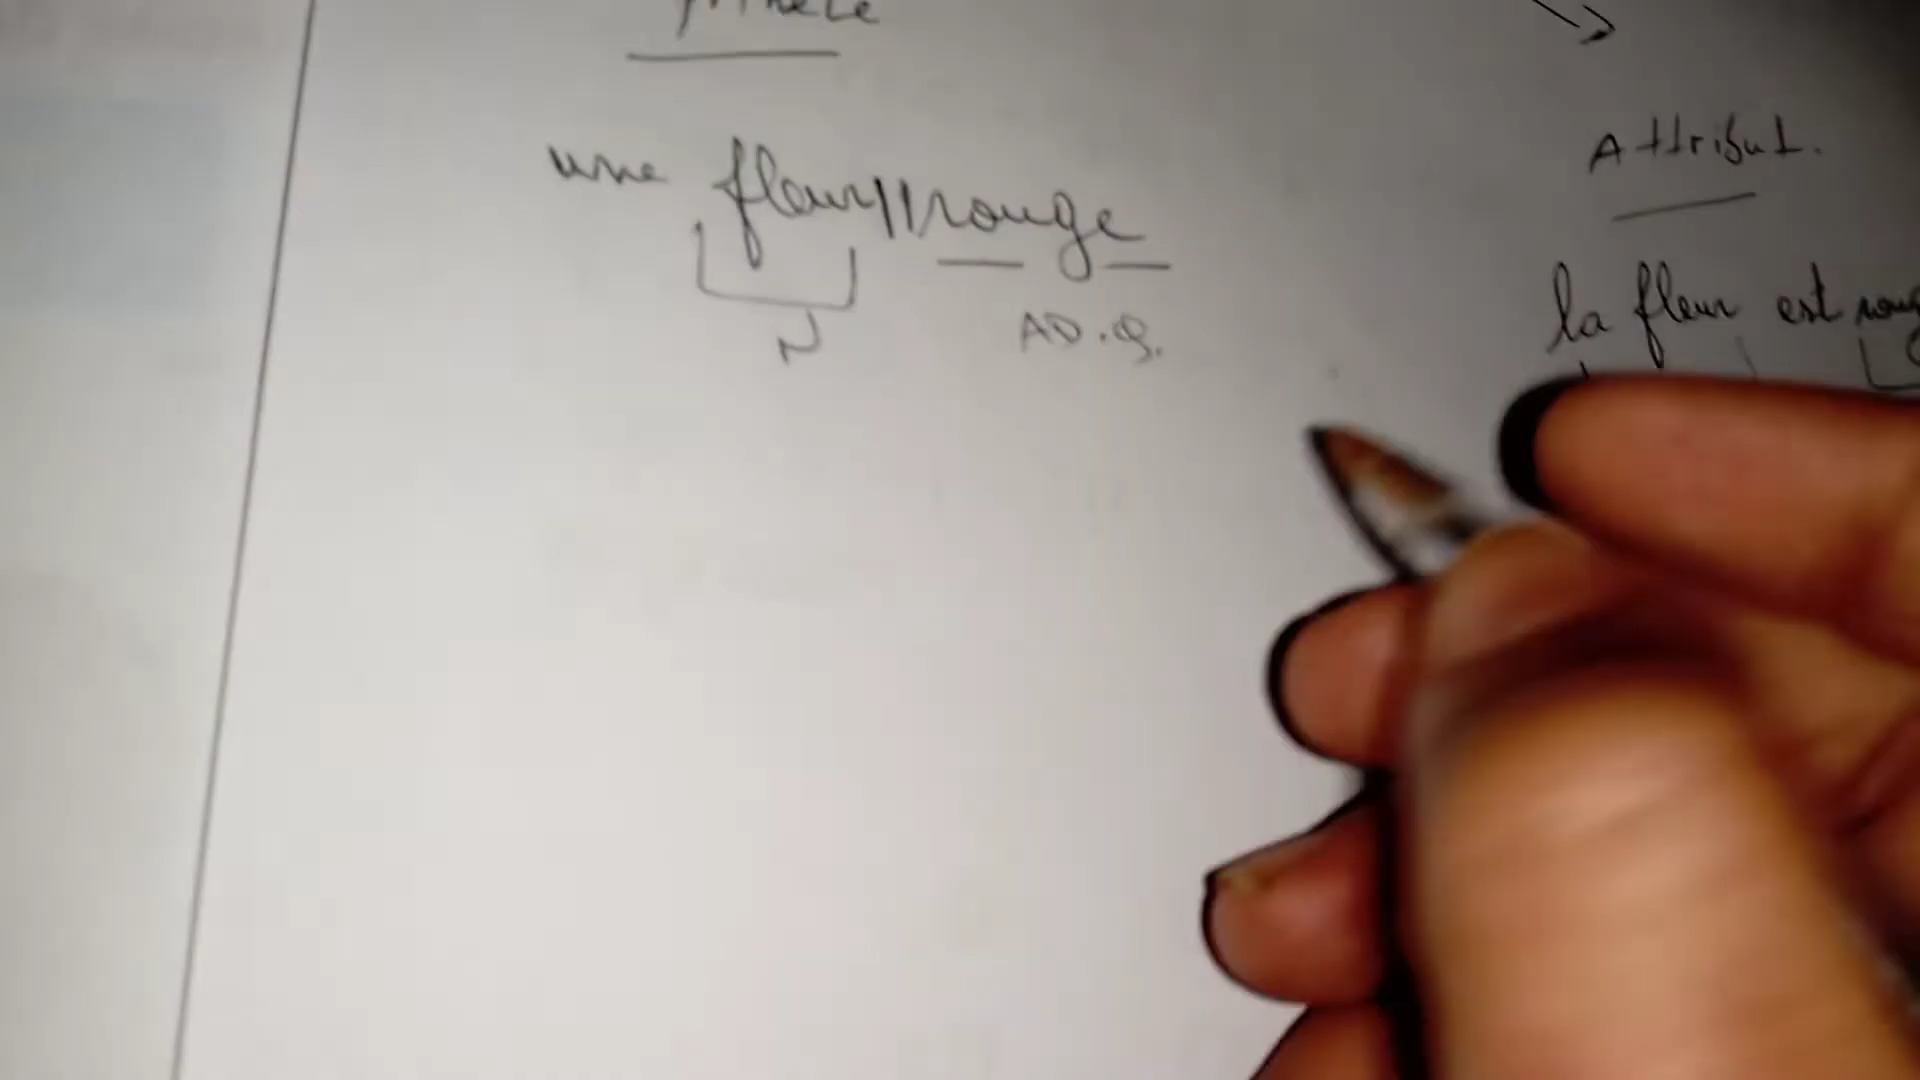 une fleur//rouge
N AD.Q.
Attribut.
la fleur est